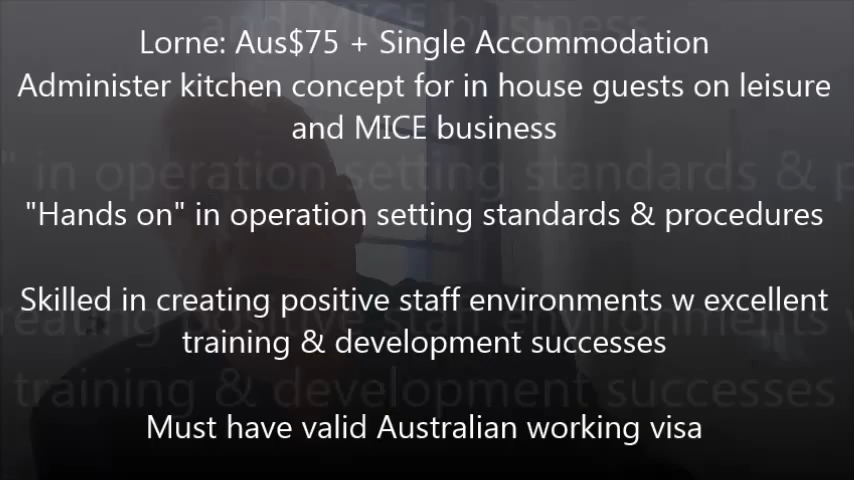 Lorne: Aus$75 + Single Accommodation
Administer kitchen concept for in house guests on leisure
and MICE business
"Hands on" in operation setting standards & procedures
Skilled in creating positive staff environments w excellent
training & development successes
Must have valid Australian working visa